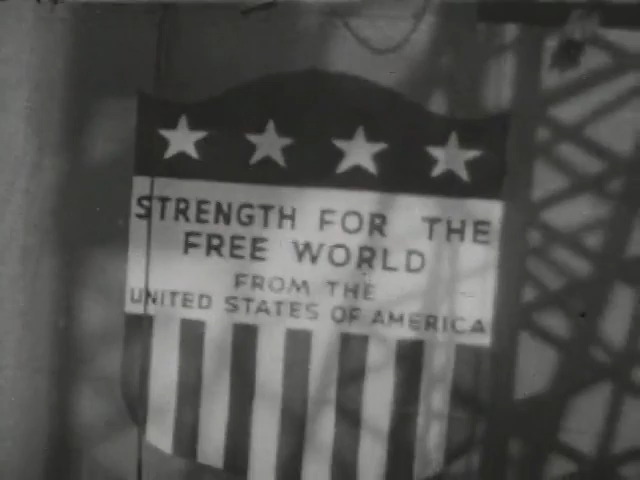 STRENGTH FOR THE
FREE WORLD
FROM THE
UNITED STATES OF AMERICA